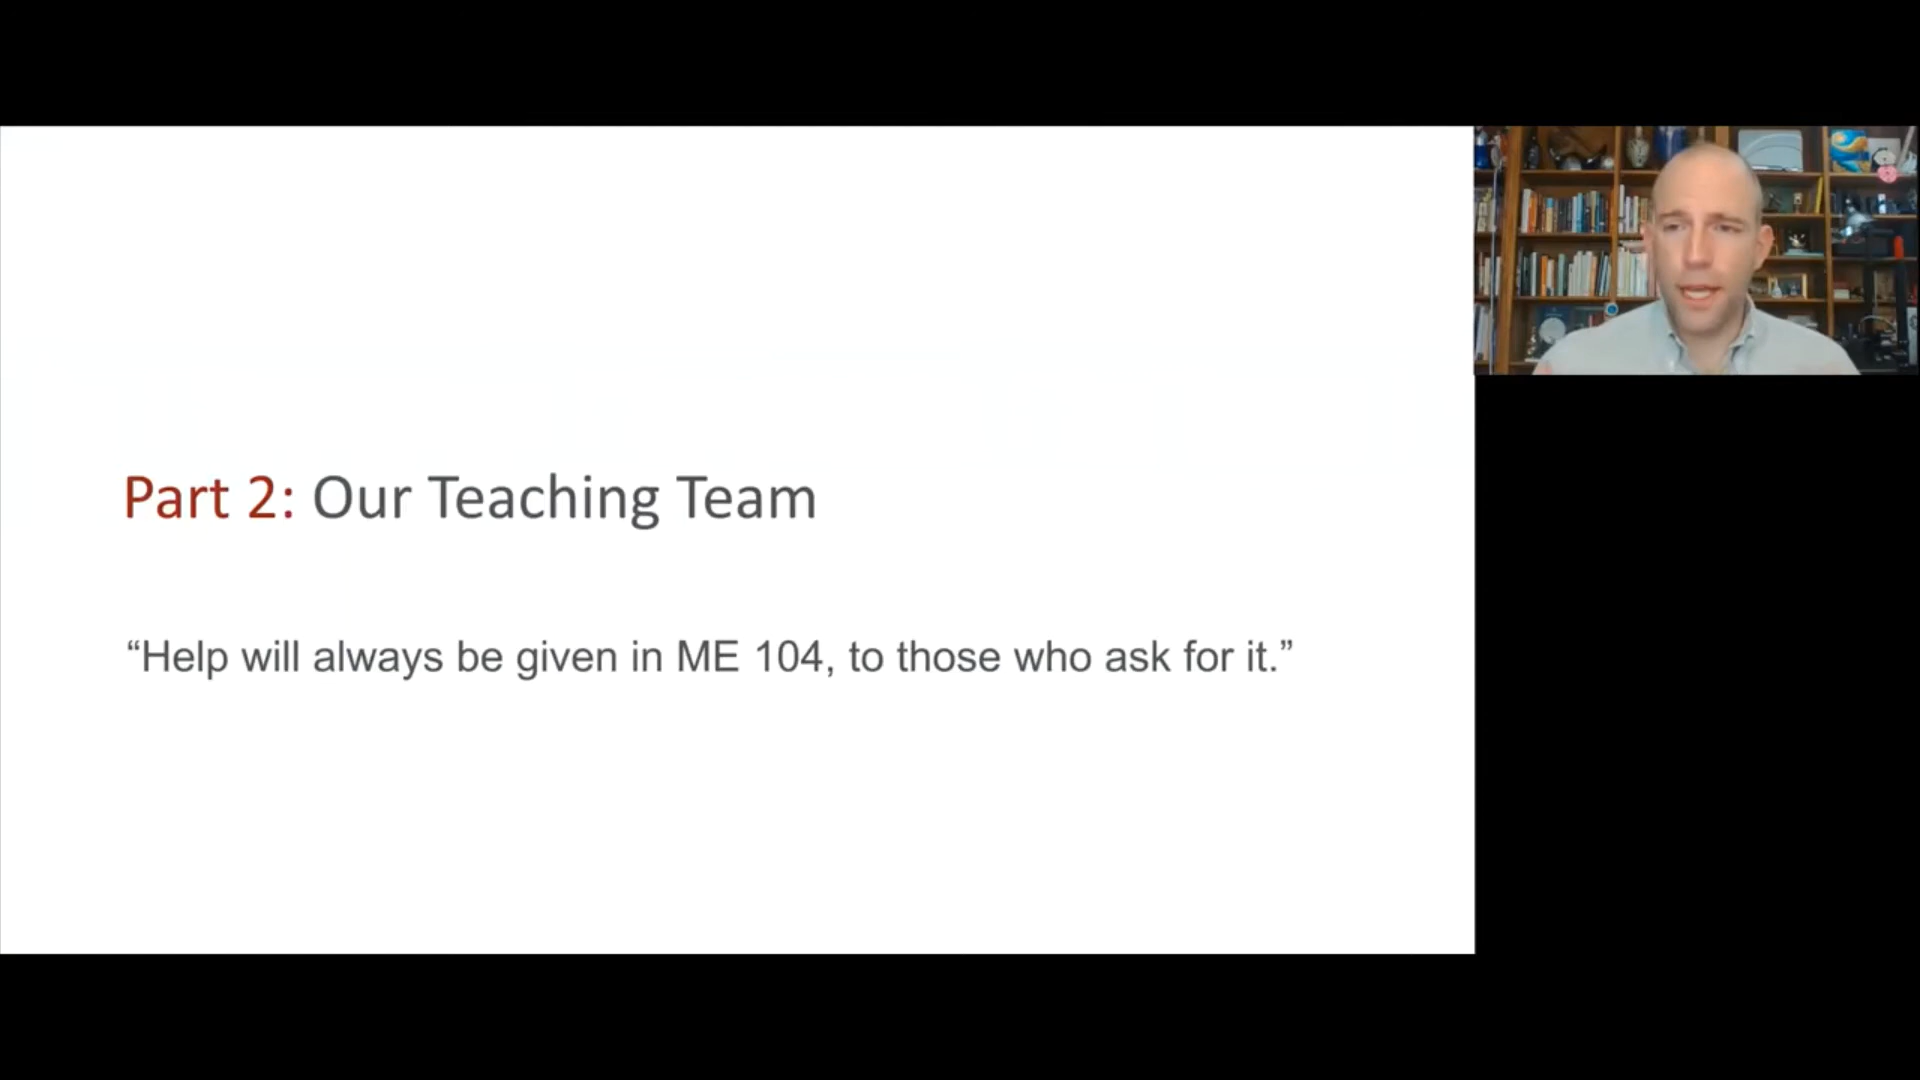 Part 2: Our Teaching Team
“Help will always be given in ME 104, to those who ask for it.”